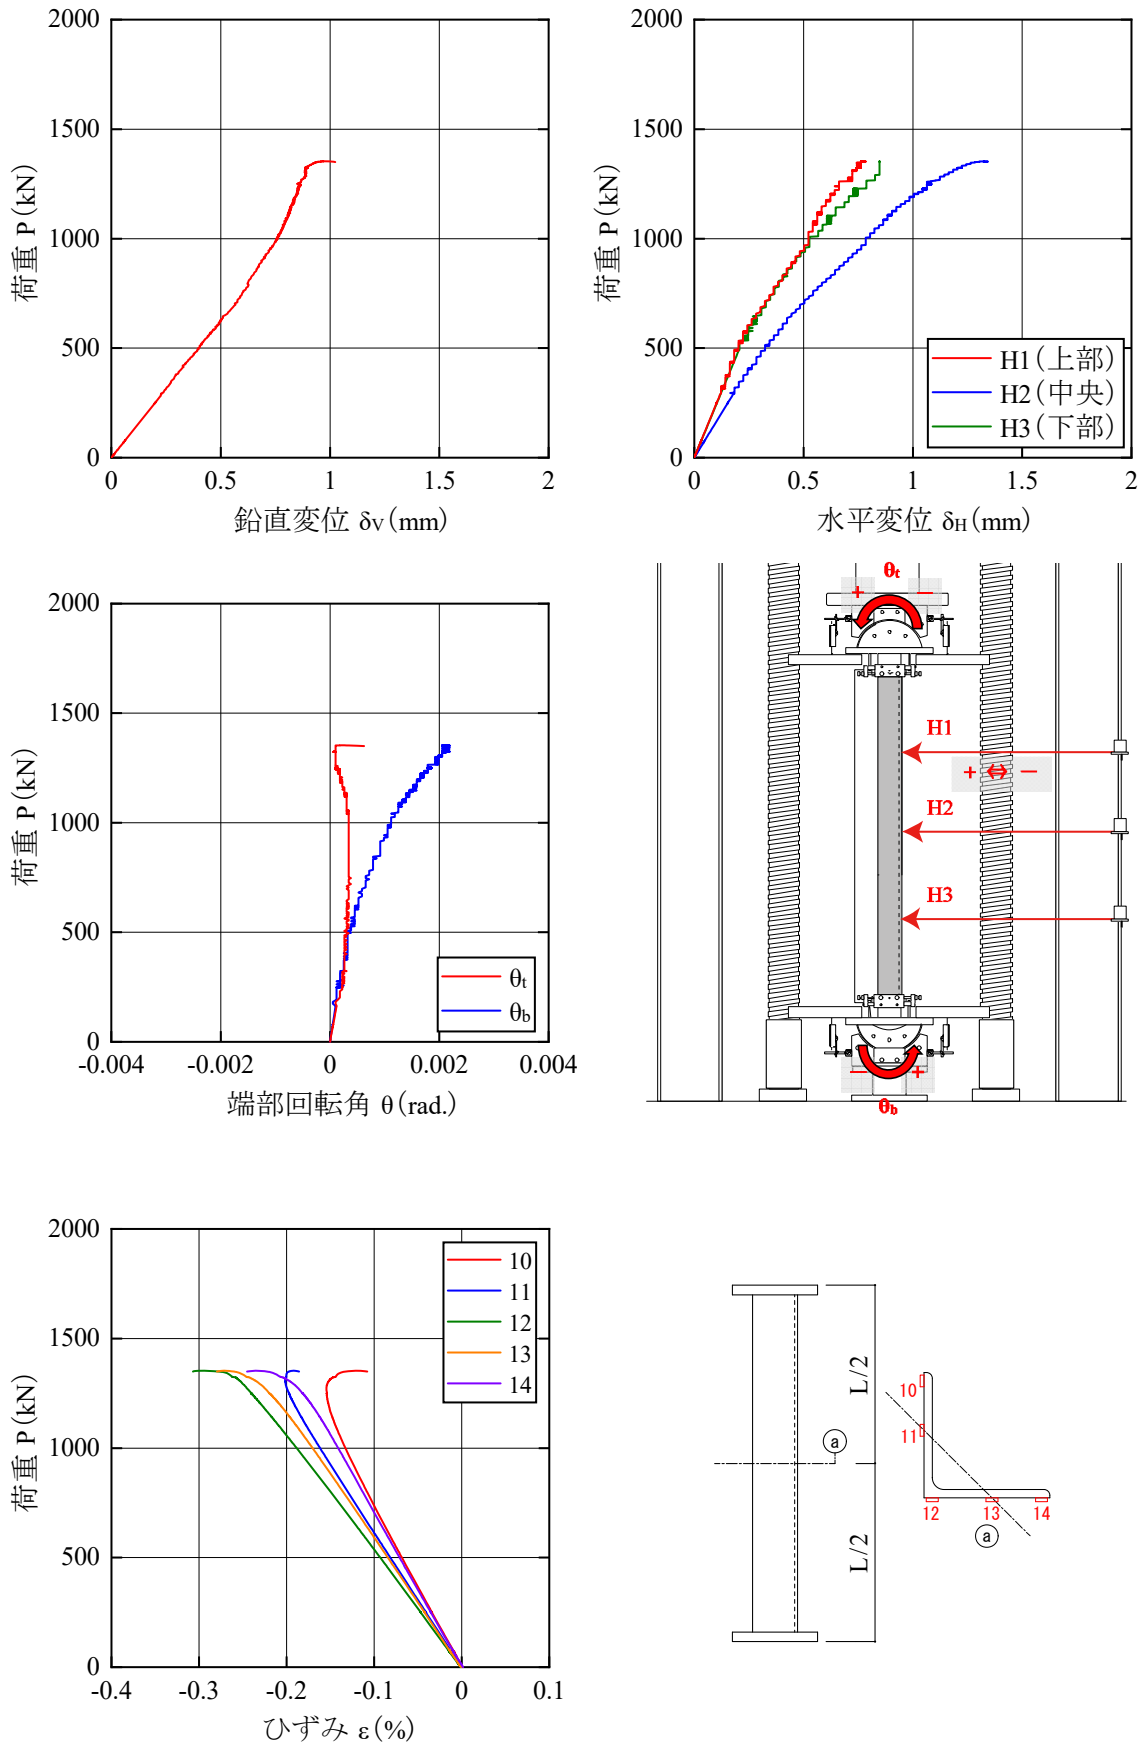 2000
1500
1000
500
0
荷重 P(kN)
0 0.5 1 1.5 2
鉛直変位 δV(mm)
2000
1500
1000
500
0
荷重 P(kN)
H1(上部)
H2(中央)
H3(下部)
0 0.5 1 1.5 2
水平変位 δH(mm)
2000
1500
1000
500
0
荷重 P(kN)
θt
θb
-0.004 -0.002 0 0.002 0.004
端部回転角 θ(rad.)
θt
+ −
H1
+ ⇔ −
H2
H3
− +
θb
2000
1500
1000
500
0
荷重 P(kN)
10
11
12
13
14
-0.4 -0.3 -0.2 -0.1 0 0.1
ひずみ ε(%)
L/2
a
L/2
10
11
12 13 14
a